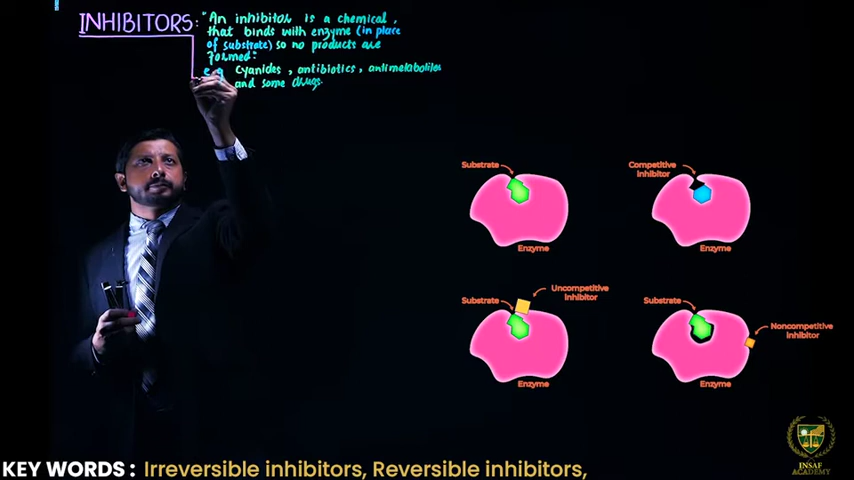 INHIBITORS: "An inhibitor is a chemical,
that binds with enzyme (in place
of substrate) so no products are
formed."
e.g Cyanides, antibiotics, antimetabolites
and some drugs.
Substrate
Enzyme
Competitive
inhibitor
Enzyme
Substrate
Uncompetitive
inhibitor
Enzyme
Substrate
Noncompetitive
inhibitor
Enzyme
INSAF
ACADEMY
KEY WORDS : Irreversible inhibitors, Reversible inhibitors,